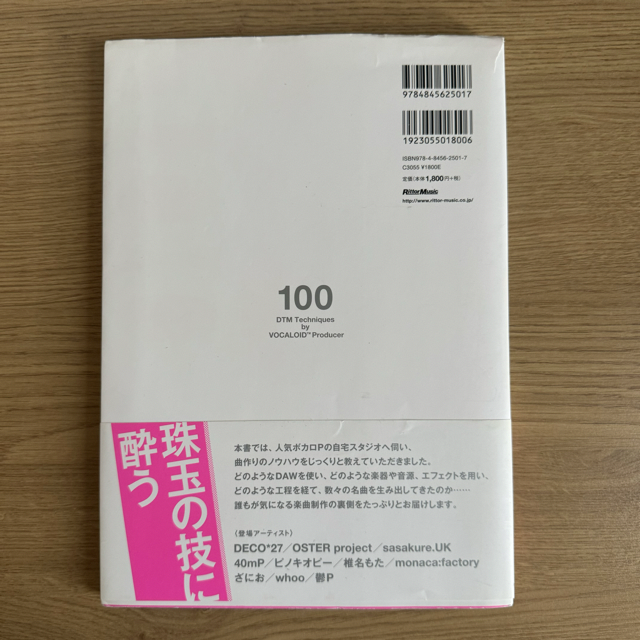 9784845625017
1923055018006
ISBN978-4-8456-2501-7
C3055 ¥1800E
定価(本体1,800円+税)
RittorMusic
http://www.rittor-music.co.jp/
100
DTM Techniques
by
VOCALOID™ Producer
珠玉の技に
酔う
本書では、人気ボカロPの自宅スタジオへ伺い、
曲作りのノウハウをじっくりと教えていただきました。
どのようなDAWを使い、どのような楽器や音源、エフェクトを用い、
どのような工程を経て、数々の名曲を生み出してきたのか……
誰もが気になる楽曲制作の裏側をたっぷりとお届けします。
〈登場アーティスト〉
DECO*27／OSTER project／sasakure.UK
40mP／ピノキオピー／椎名もた／monaca:factory
ざにお／whoo／鬱P